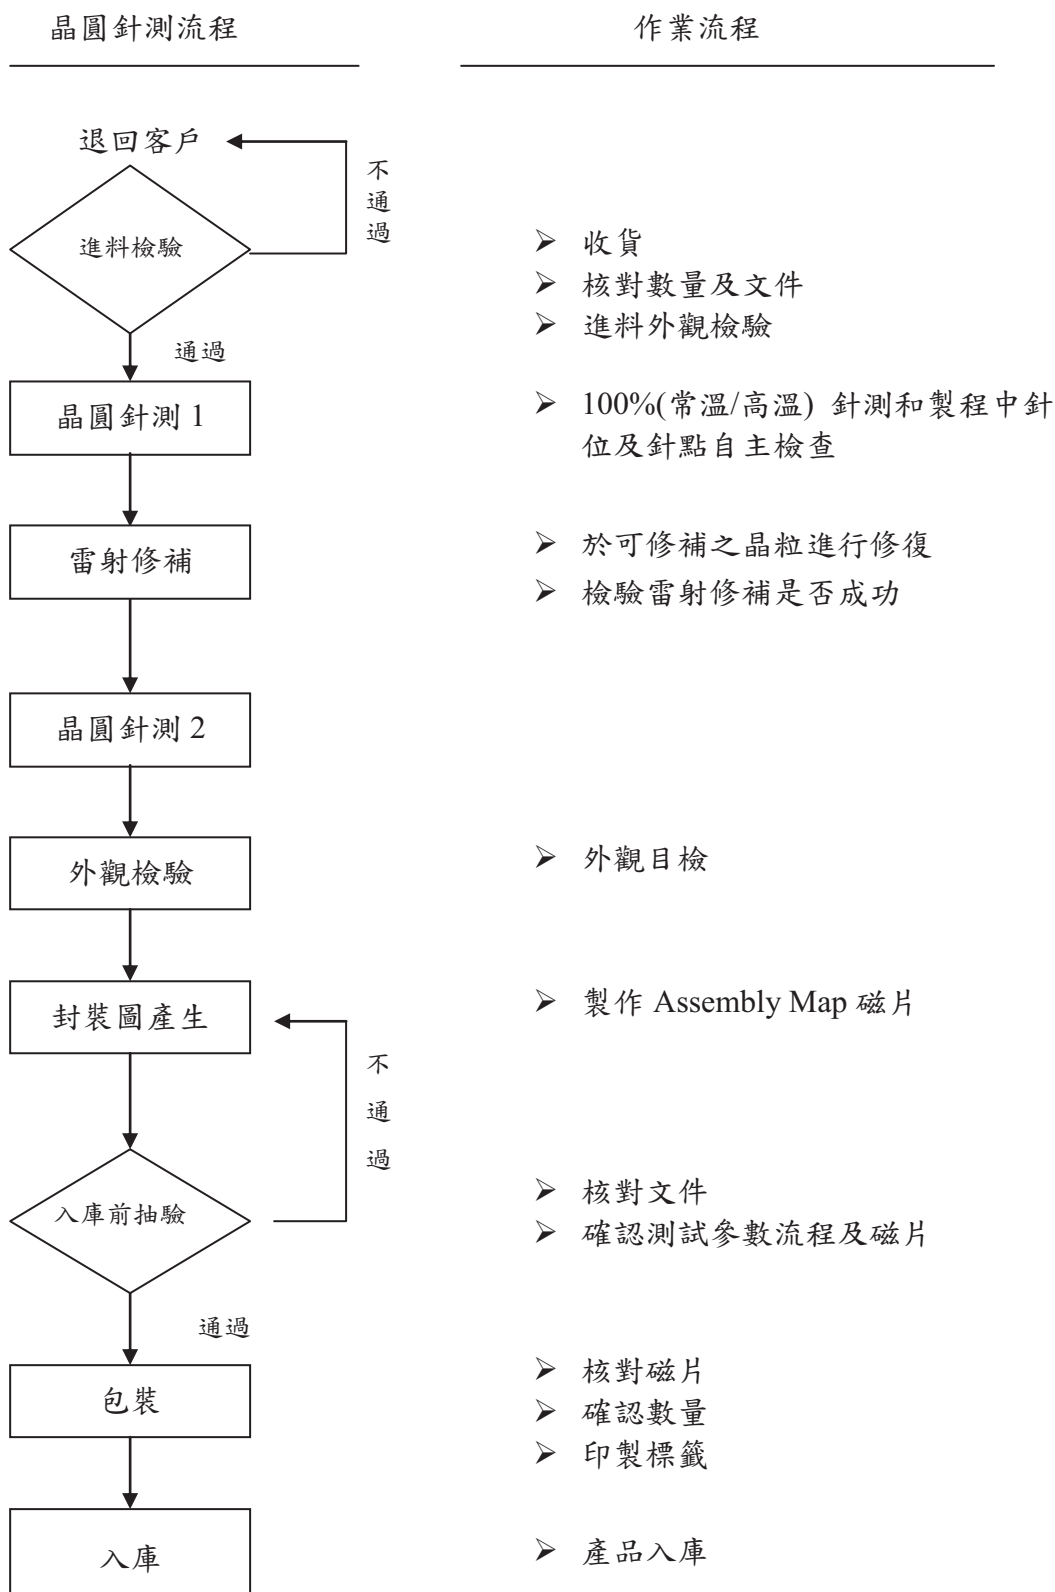 晶圓針測流程
作業流程
退回客戶
不通過
進料檢驗
➢ 收貨
➢ 核對數量及文件
➢ 進料外觀檢驗
通過
晶圓針測 1
➢ 100%(常溫/高溫) 針測和製程中針
位及針點自主檢查
雷射修補
➢ 於可修補之晶粒進行修復
➢ 檢驗雷射修補是否成功
晶圓針測 2
外觀檢驗
➢ 外觀目檢
封裝圖產生
➢ 製作 Assembly Map 磁片
不通過
入庫前抽驗
➢ 核對文件
➢ 確認測試參數流程及磁片
通過
包裝
➢ 核對磁片
➢ 確認數量
➢ 印製標籤
入庫
➢ 產品入庫